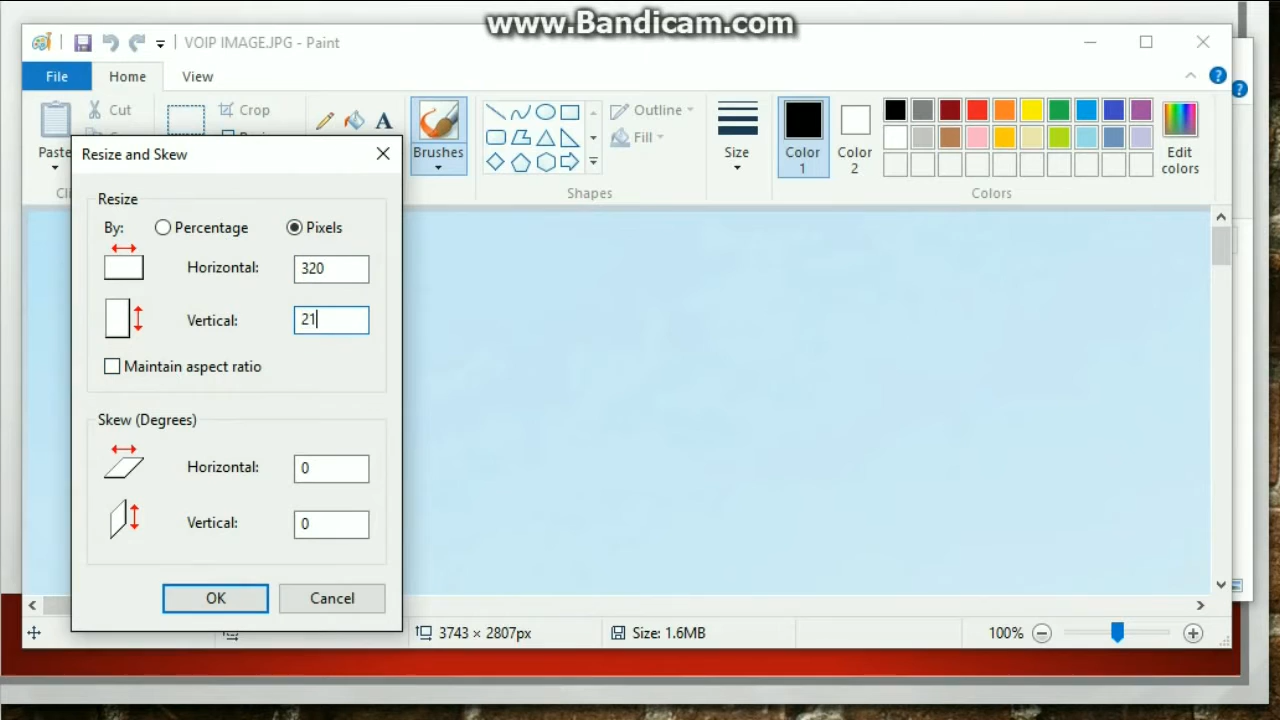 www.Bandicam.com
VOIP IMAGE.JPG - Paint
File
Home
View
Cut
Crop
Outline
Fill
Paste
Brushes
Size
Color
1
Color
2
Edit
colors
Shapes
Colors
Resize and Skew
Resize
By:
Percentage
Pixels
Horizontal:
320
Vertical:
21
Maintain aspect ratio
Skew (Degrees)
Horizontal:
0
Vertical:
0
OK
Cancel
3743 × 2807px
Size: 1.6MB
100%